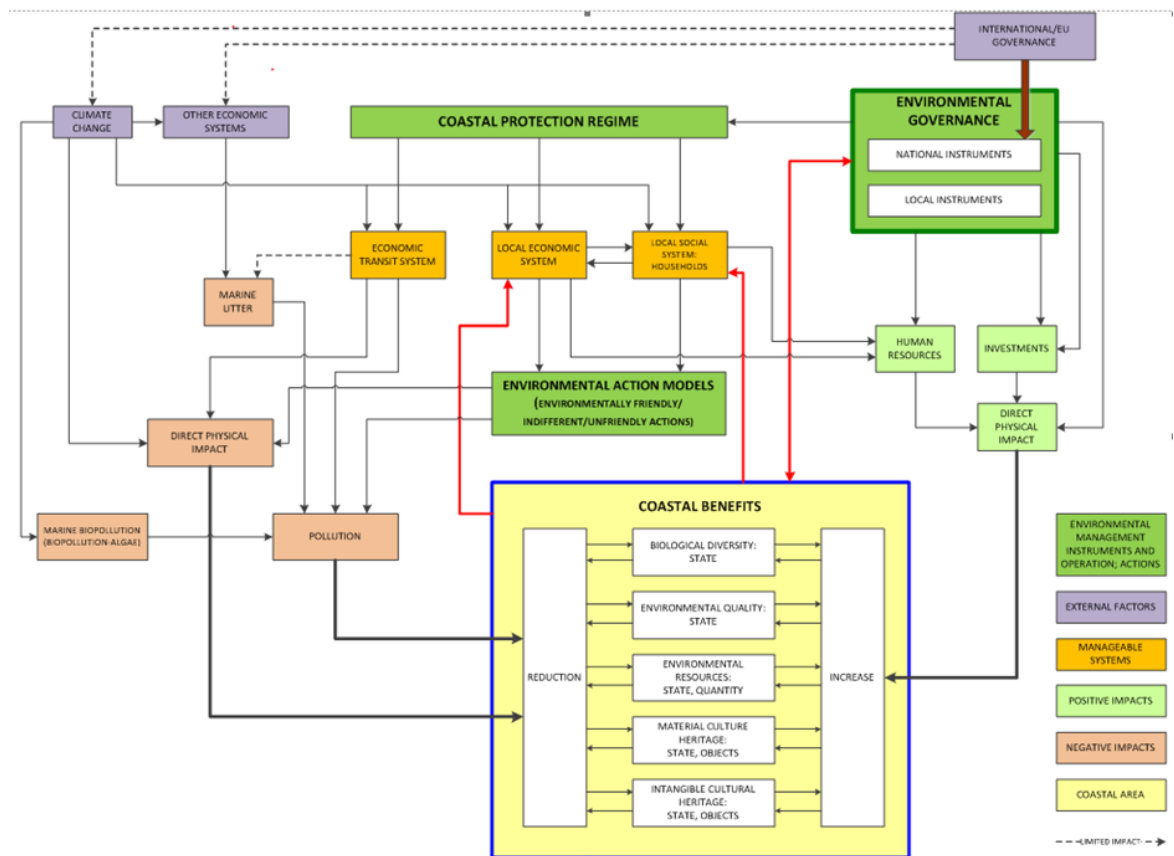 INTERNATIONAL/EU
GOVERNANCE
CLIMATE
CHANGE
OTHER ECONOMIC
SYSTEMS
COASTAL PROTECTION REGIME
ENVIRONMENTAL
GOVERNANCE
NATIONAL INSTRUMENTS
LOCAL INSTRUMENTS
ECONOMIC
TRANSIT SYSTEM
LOCAL ECONOMIC
SYSTEM
LOCAL SOCIAL
SYSTEM:
HOUSEHOLDS
MARINE
LITTER
HUMAN
RESOURCES
INVESTMENTS
ENVIRONMENTAL ACTION MODELS
(ENVIRONMENTALLY FRIENDLY/
INDIFFERENT/UNFRIENDLY ACTIONS)
DIRECT PHYSICAL
IMPACT
DIRECT
PHYSICAL
IMPACT
MARINE BIOPOLLUTION
(BIOPOLLUTION-ALGAE)
POLLUTION
COASTAL BENEFITS
REDUCTION
BIOLOGICAL DIVERSITY:
STATE
ENVIRONMENTAL QUALITY:
STATE
ENVIRONMENTAL
RESOURCES:
STATE, QUANTITY
MATERIAL CULTURE
HERITAGE:
STATE, OBJECTS
INTANGIBLE CULTURAL
HERITAGE:
STATE, OBJECTS
INCREASE
ENVIRONMENTAL
MANAGEMENT
INSTRUMENTS AND
OPERATION; ACTIONS
EXTERNAL FACTORS
MANAGEABLE
SYSTEMS
POSITIVE IMPACTS
NEGATIVE IMPACTS
COASTAL AREA
LIMITED IMPACT